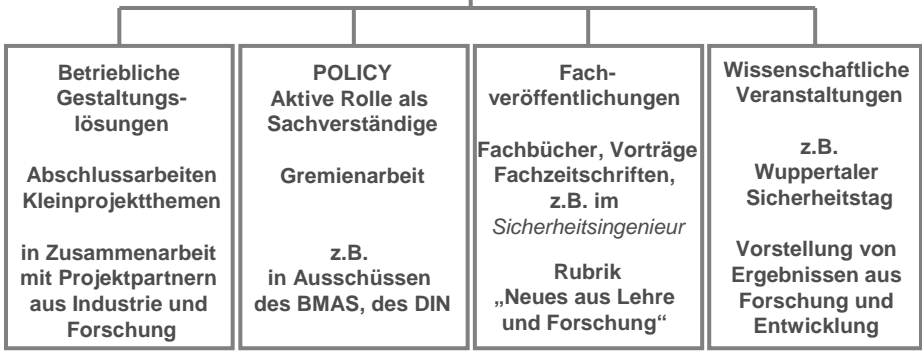 Betriebliche
Gestaltungs-
lösungen
Abschlussarbeiten
Kleinprojektthemen
in Zusammenarbeit
mit Projektpartnern
aus Industrie und
Forschung
POLICY
Aktive Rolle als
Sachverständige
Gremienarbeit
z.B.
in Ausschüssen
des BMAS, des DIN
Fach-
veröffentlichungen
Fachbücher, Vorträge
Fachzeitschriften,
z.B. im
Sicherheitsingenieur
Rubrik
„Neues aus Lehre
und Forschung“
Wissenschaftliche
Veranstaltungen
z.B.
Wuppertaler
Sicherheitstag
Vorstellung von
Ergebnissen aus
Forschung und
Entwicklung